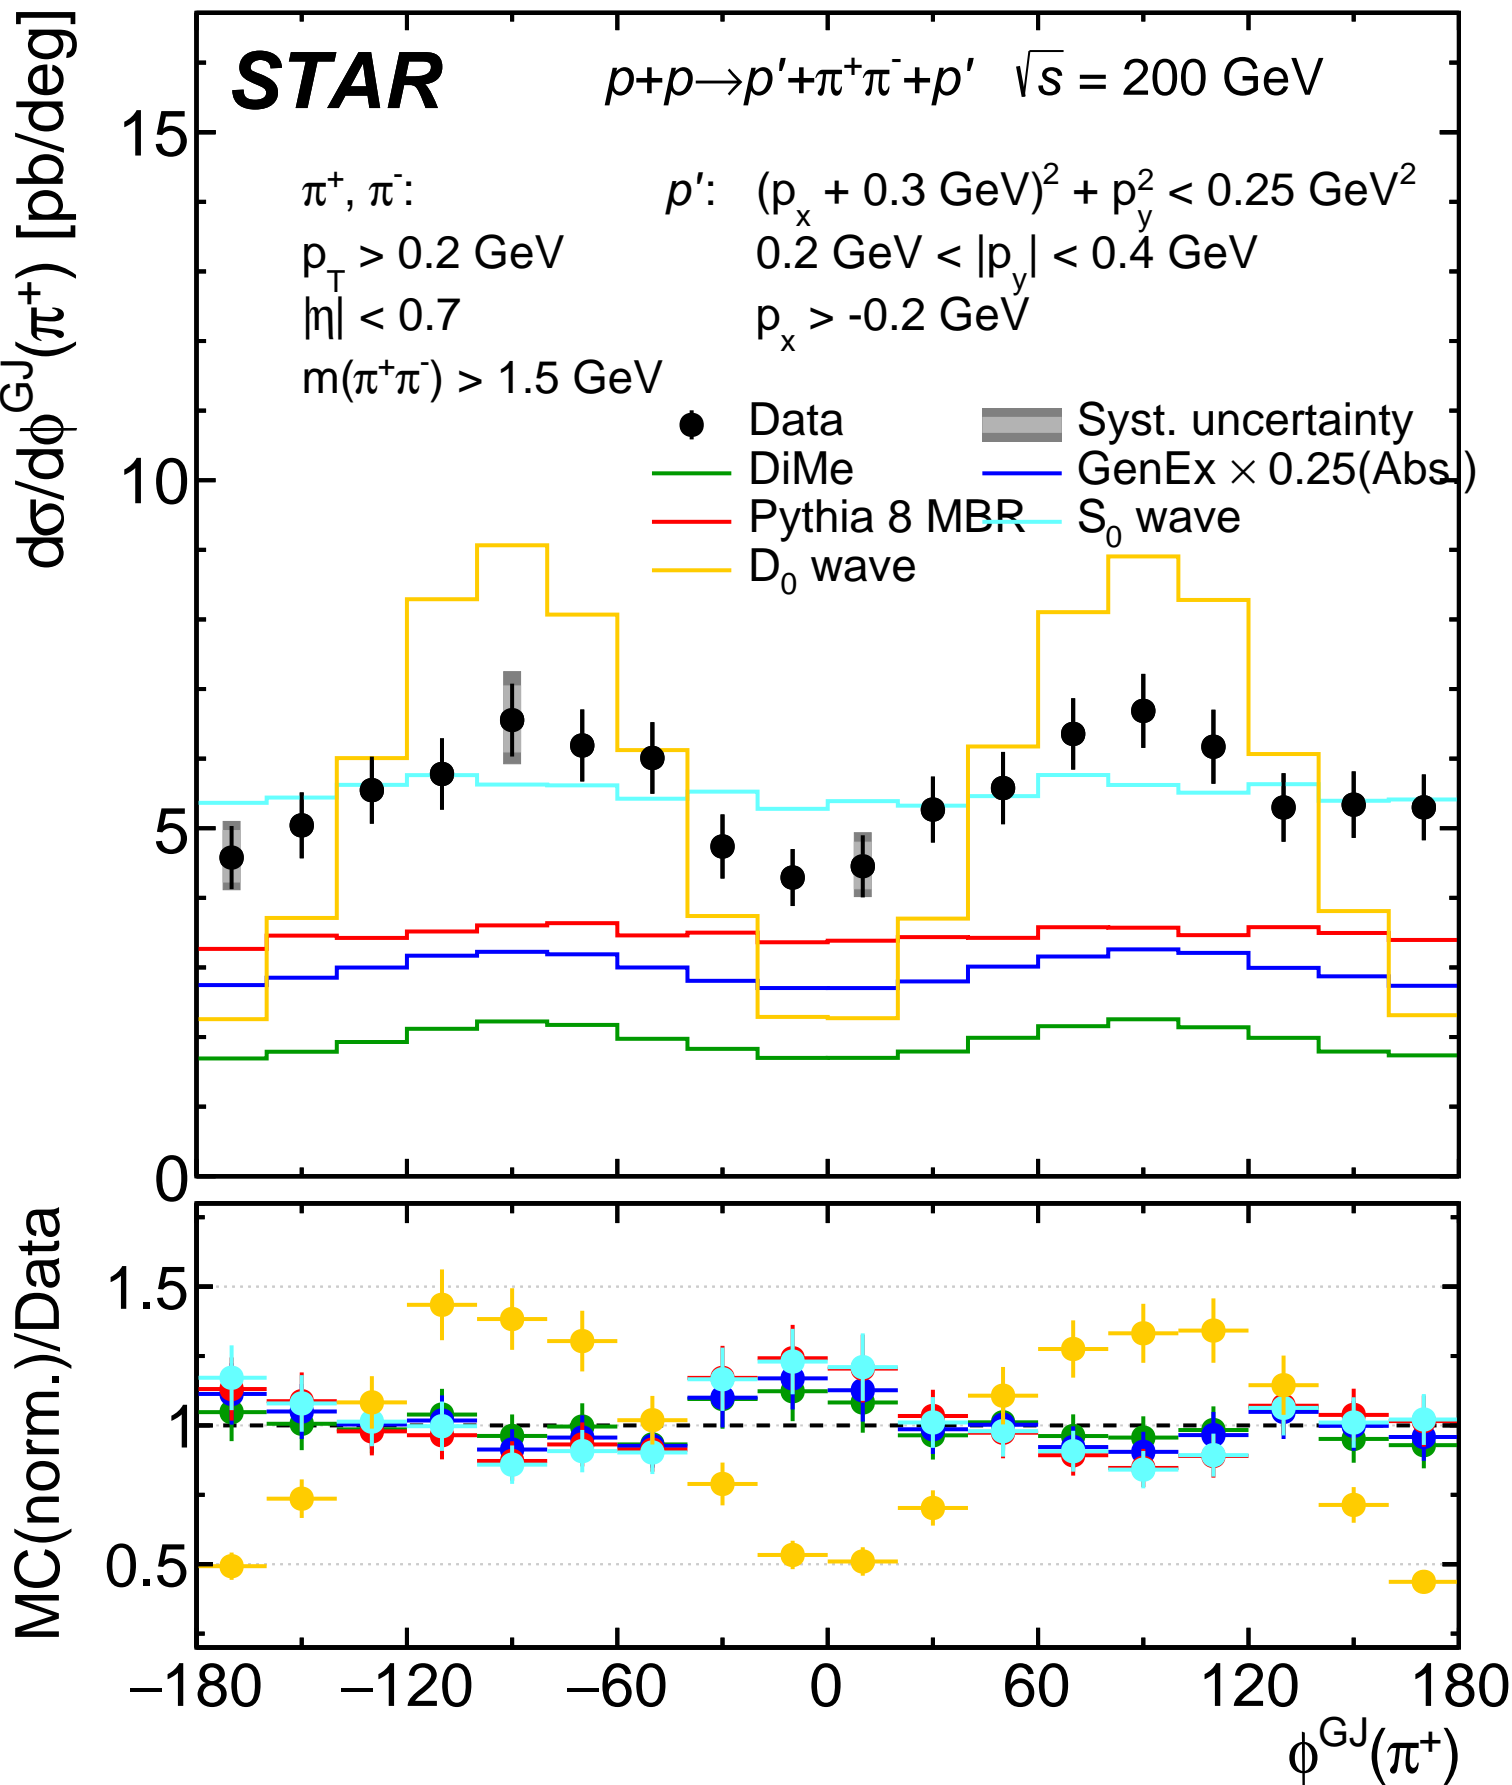 STAR p+p→p′+π⁺π⁻+p′ √s = 200 GeV
π⁺, π⁻: p′: (pₓ + 0.3 GeV)² + p_y² < 0.25 GeV²
p_T > 0.2 GeV 0.2 GeV < |p_y| < 0.4 GeV
|η| < 0.7 pₓ > -0.2 GeV
m(π⁺π⁻) > 1.5 GeV
Data Syst. uncertainty
DiMe GenEx × 0.25(Abs.)
Pythia 8 MBR S₀ wave
D₀ wave
dσ/dϕ^GJ(π⁺) [pb/deg]
15
10
5
0
MC(norm.)/Data
1.5
1
0.5
−180 −120 −60 0 60 120 180
ϕ^GJ(π⁺)